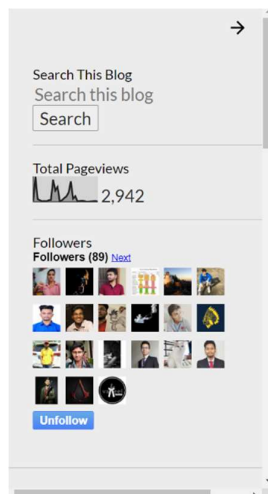 Search This Blog
Search this blog
Search
Total Pageviews
2,942
Followers
Followers (89) Next
Unfollow